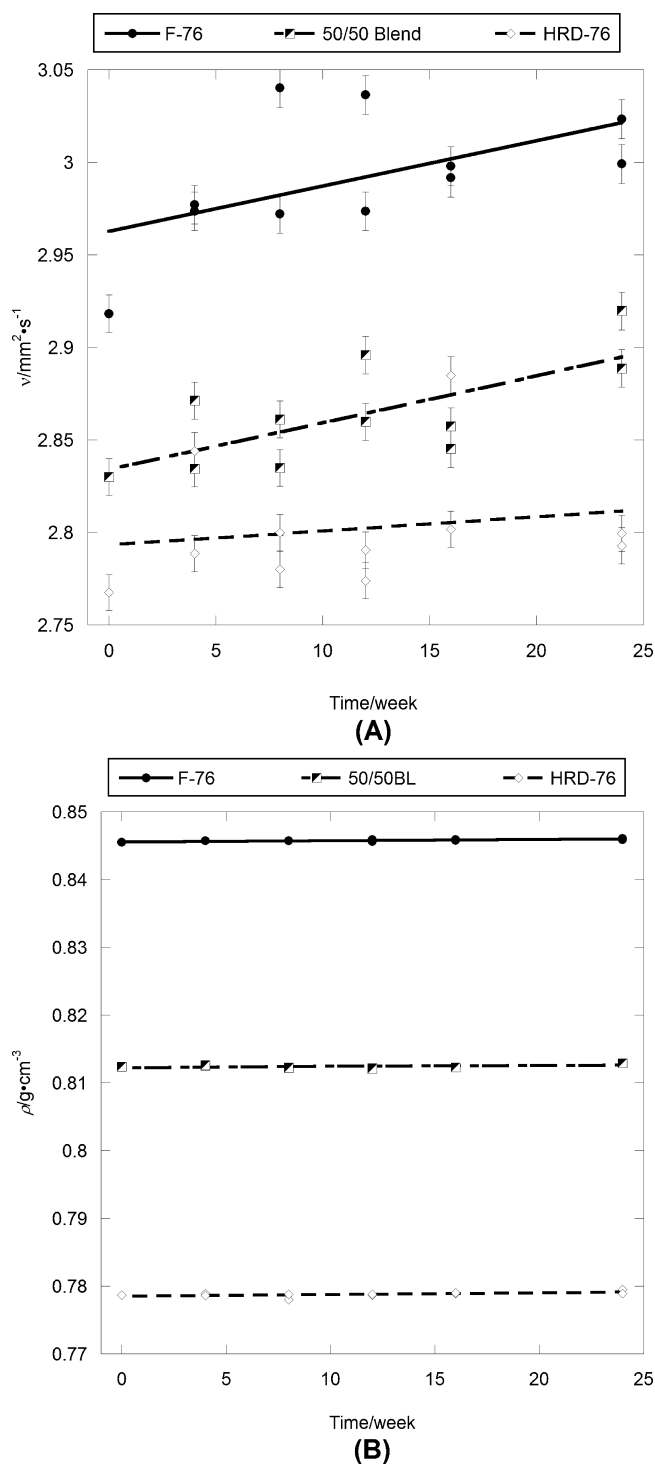 F-76 50/50 Blend HRD-76
3.05
3
2.95
2.9
2.85
2.8
2.75
ν/mm²•s⁻¹
0 5 10 15 20 25
Time/week
(A)
F-76 50/50BL HRD-76
0.85
0.84
0.83
0.82
0.81
0.8
0.79
0.78
0.77
ρ/g•cm⁻³
0 5 10 15 20 25
Time/week
(B)